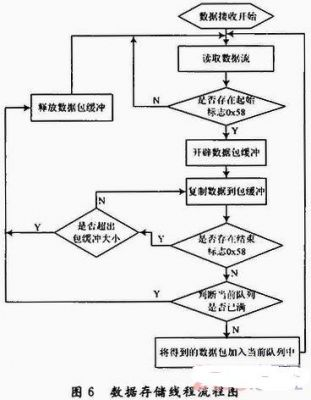 数据接收开始
读取数据流
释放数据包缓冲
是否存在起始
标志0x58
N
Y
开辟数据包缓冲
复制数据到包缓冲
N
是否超出
包缓冲大小
Y
Y
是否存在结束
标志0x58
N
Y
判断当前队列
是否已满
N
将得到的数据包加入当前队列中
图 6 数据存储线程流程图